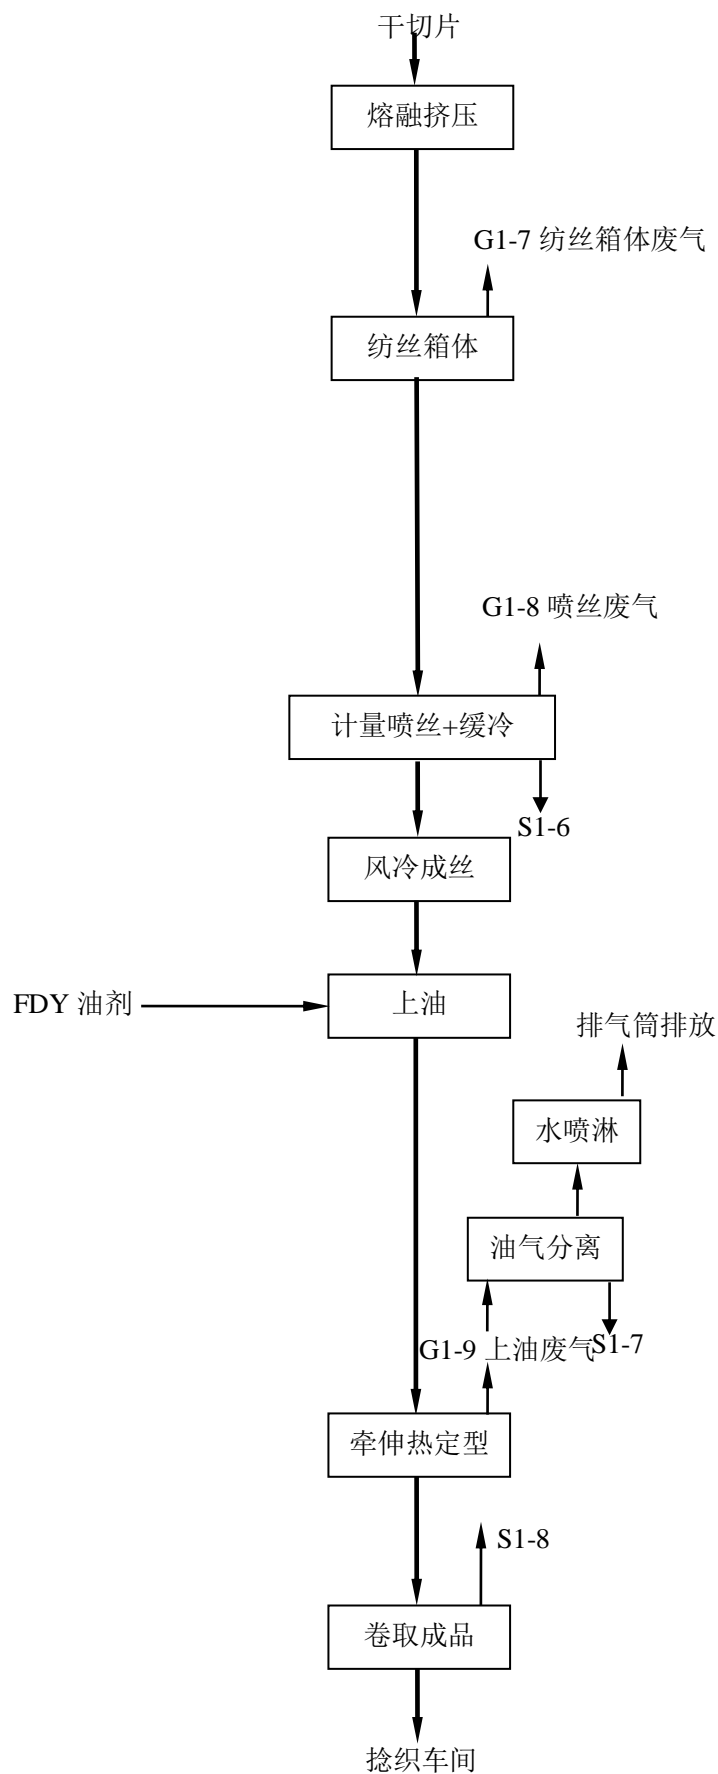 干切片
熔融挤压
G1-7 纺丝箱体废气
纺丝箱体
G1-8 喷丝废气
计量喷丝+缓冷
S1-6
风冷成丝
FDY 油剂
上油
排气筒排放
水喷淋
油气分离
G1-9 上油废气
S1-7
牵伸热定型
S1-8
卷取成品
捻织车间